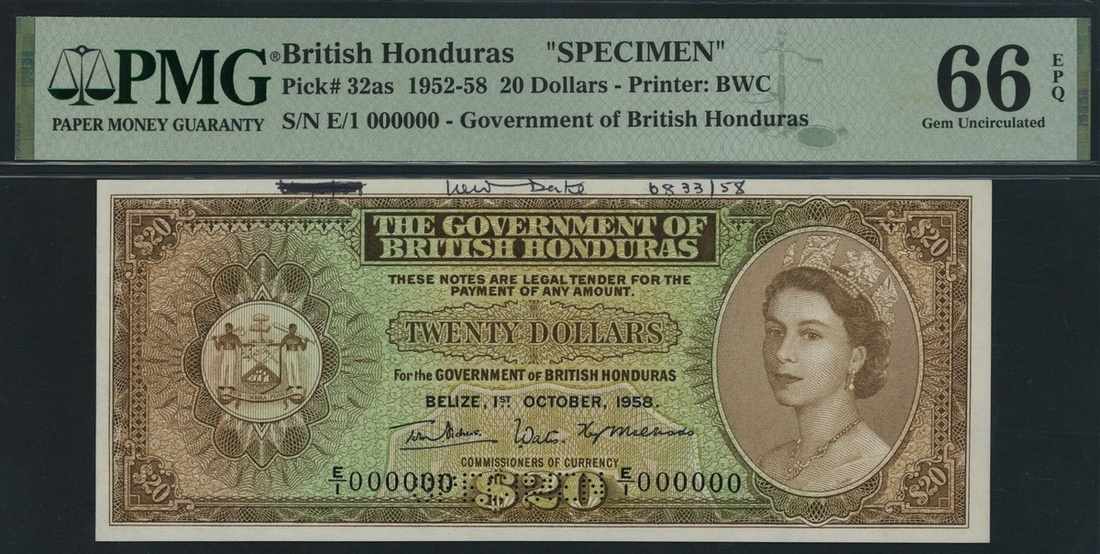 PMG
PAPER MONEY GUARANTY
British Honduras "SPECIMEN"
Pick# 32as 1952-58 20 Dollars - Printer: BWC
S/N E/1 000000 - Government of British Honduras
66 EPQ
Gem Uncirculated
New Date 6833/58
$20
$20
THE GOVERNMENT OF
BRITISH HONDURAS
THESE NOTES ARE LEGAL TENDER FOR THE
PAYMENT OF ANY AMOUNT.
TWENTY DOLLARS
For the GOVERNMENT OF BRITISH HONDURAS
BELIZE, 1ST OCTOBER, 1958.
COMMISSIONERS OF CURRENCY
E/1 000000
$20
E/1 000000
$20
$20